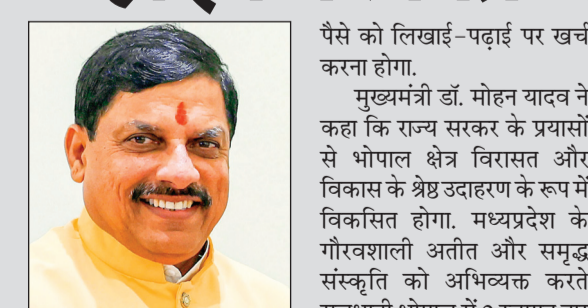 पैसे को लिखाई-पढ़ाई पर खर्च
करना होगा.
मुख्यमंत्री डॉ. मोहन यादव ने
कहा कि राज्य सरकर के प्रयासों
से भोपाल क्षेत्र विरासत और
विकास के श्रेष्ठ उदाहरण के रूप में
विकसित होगा. मध्यप्रदेश के
गौरवशाली अतीत और समृद्ध
संस्कृति को अभिव्यक्त करते